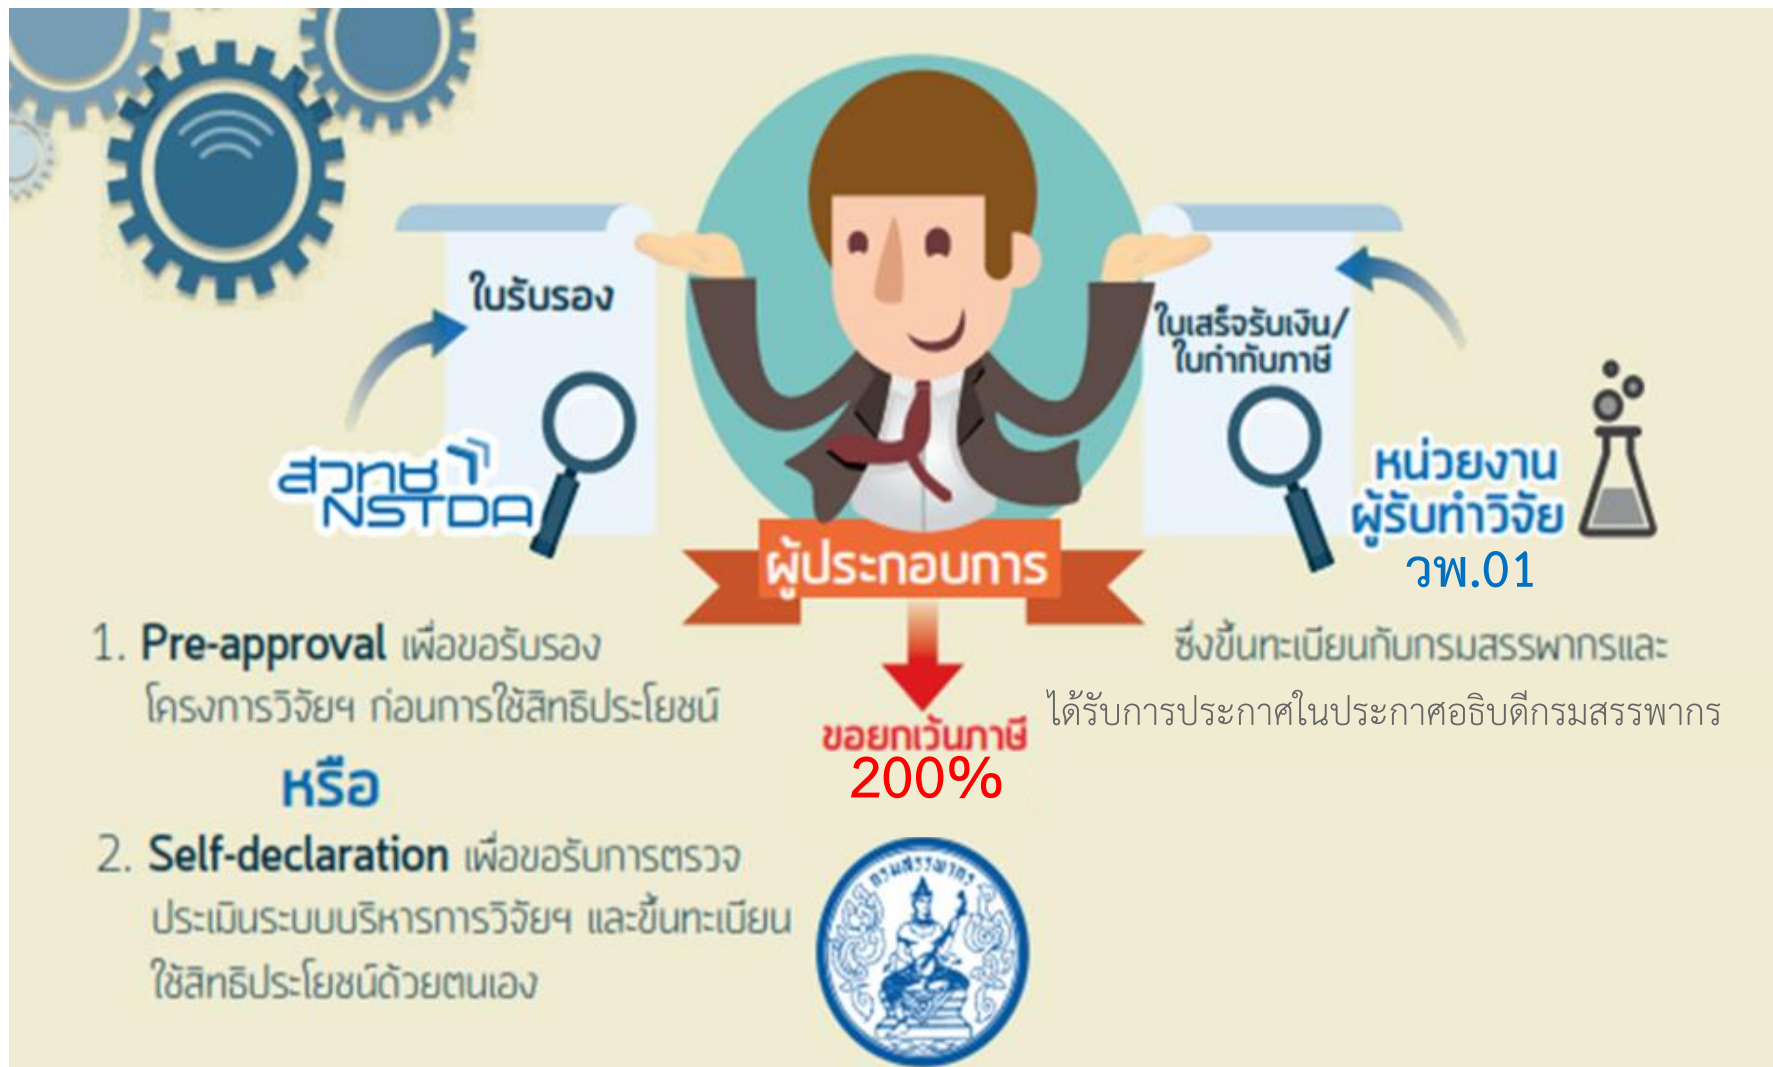 ใบรับรอง
สวทช
NSTDA
ใบเสร็จรับเงิน/
ใบกำกับภาษี
หน่วยงาน
ผู้รับทำวิจัย
วพ.01
ผู้ประกอบการ
1. Pre-approval เพื่อขอรับรอง
โครงการวิจัยฯ ก่อนการใช้สิทธิประโยชน์
หรือ
2. Self-declaration เพื่อขอรับการตรวจ
ประเมินระบบบริหารการวิจัยฯ และขึ้นทะเบียน
ใช้สิทธิประโยชน์ด้วยตนเอง
ขอยกเว้นภาษี
200%
ซึ่งขึ้นทะเบียนกับกรมสรรพากรและ
ได้รับการประกาศในประกาศอธิบดีกรมสรรพากร
กรมสรรพากร